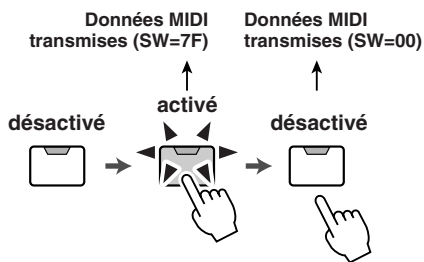 Données MIDI
transmises (SW=7F)
Données MIDI
transmises (SW=00)
désactivé
activé
désactivé